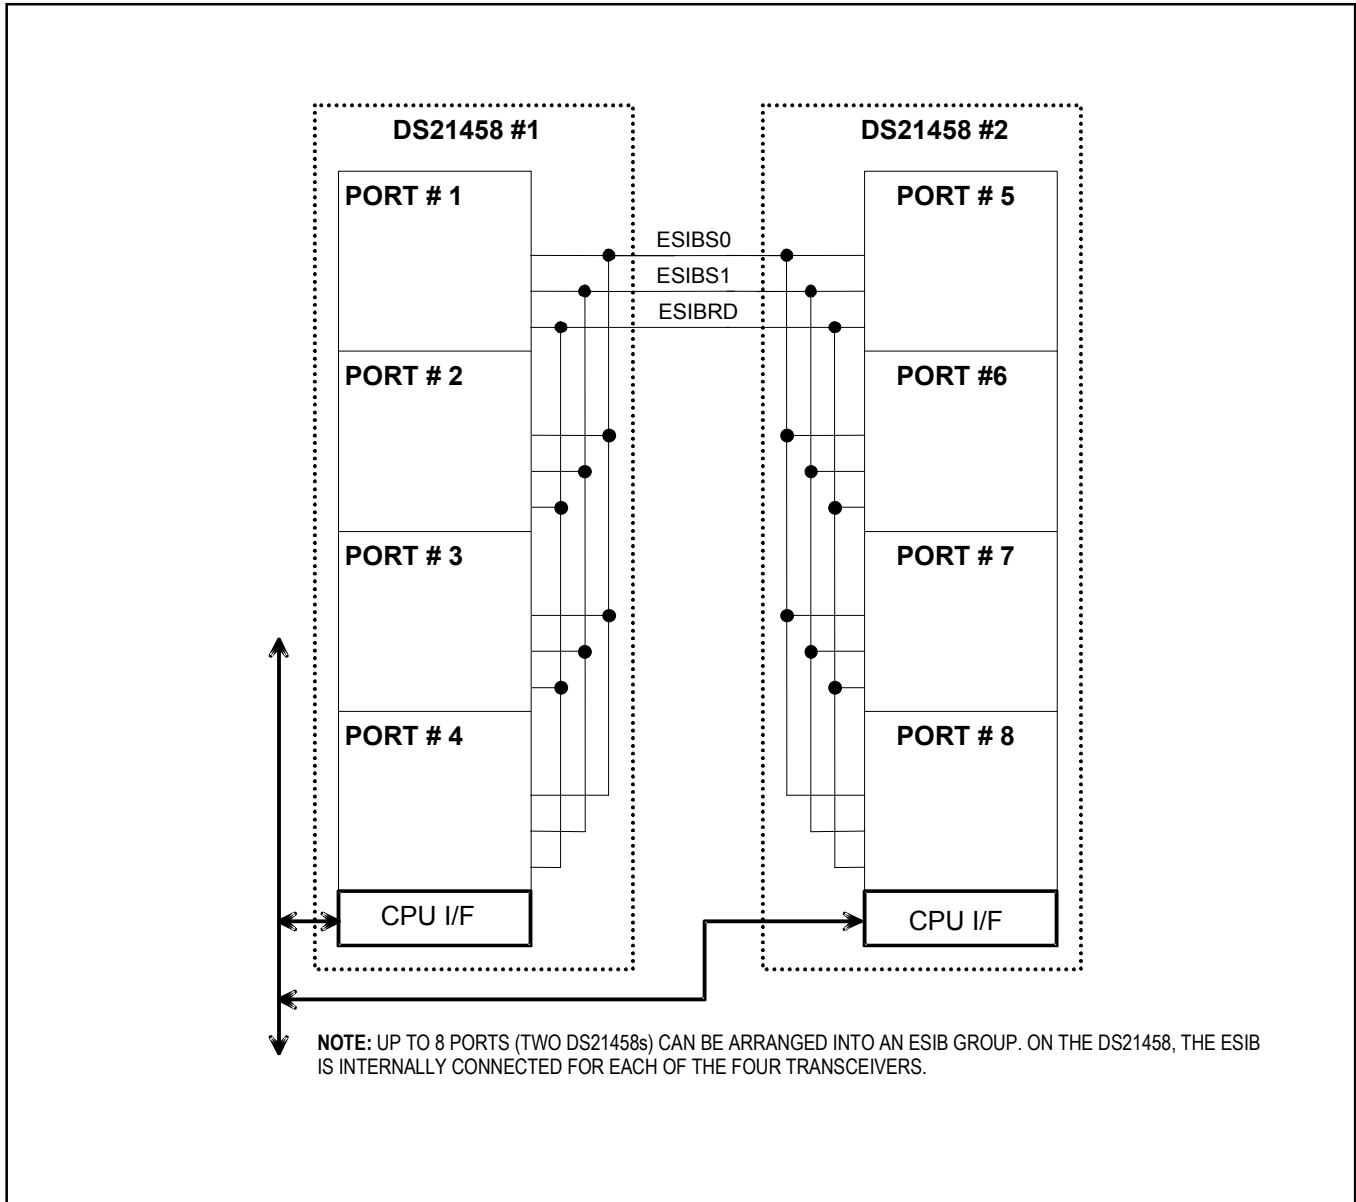 DS21458 #1
DS21458 #2
PORT # 1
PORT # 5
ESIBS0
ESIBS1
ESIBRD
PORT # 2
PORT #6
PORT # 3
PORT # 7
PORT # 4
PORT # 8
CPU I/F
CPU I/F
NOTE: UP TO 8 PORTS (TWO DS21458s) CAN BE ARRANGED INTO AN ESIB GROUP. ON THE DS21458, THE ESIB
IS INTERNALLY CONNECTED FOR EACH OF THE FOUR TRANSCEIVERS.